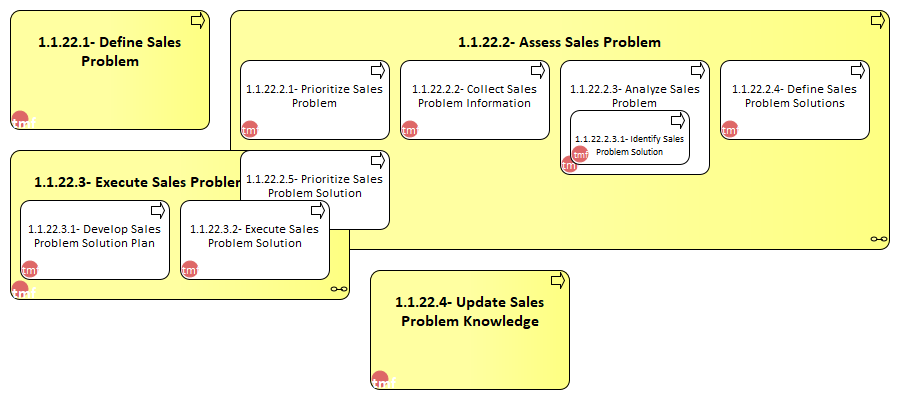 1.1.22.1- Define Sales
Problem
tmf
1.1.22.2- Assess Sales Problem
1.1.22.2.1- Prioritize Sales
Problem
tmf
1.1.22.2.2- Collect Sales
Problem Information
tmf
1.1.22.2.3- Analyze Sales
Problem
1.1.22.2.3.1- Identify Sales
Problem Solution
tmf
tmf
1.1.22.2.4- Define Sales
Problem Solutions
tmf
1.1.22.2.5- Prioritize Sales
Problem Solution
1.1.22.3- Execute Sales Problem
1.1.22.3.1- Develop Sales
Problem Solution Plan
tmf
1.1.22.3.2- Execute Sales
Problem Solution
tmf
tmf
1.1.22.4- Update Sales
Problem Knowledge
tmf